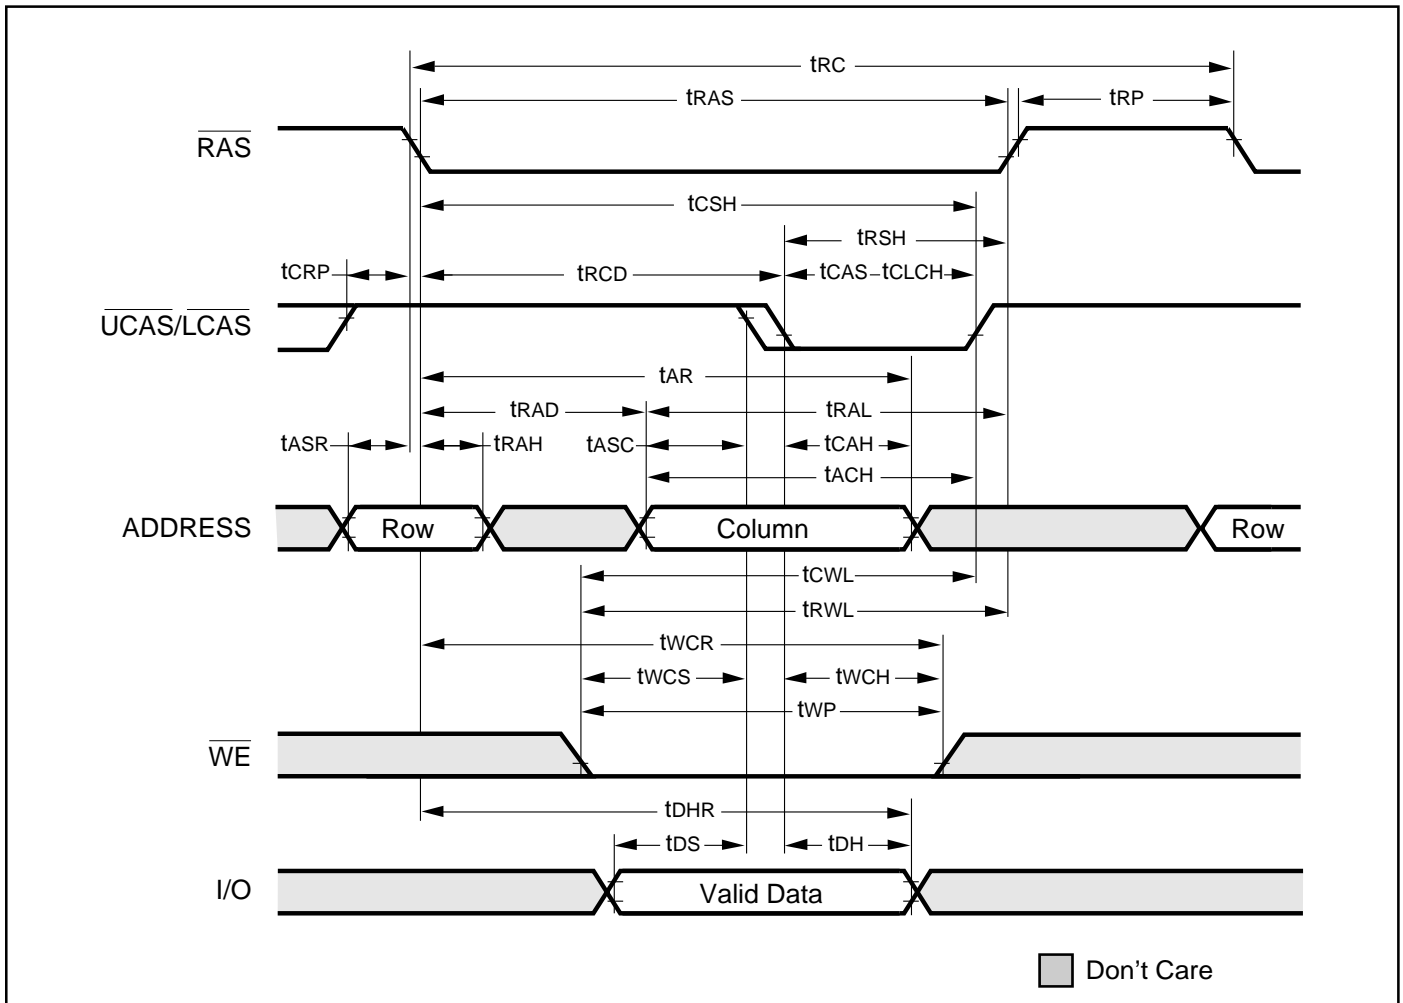 tRC
tRAS
tRP
RAS
tCSH
tRSH
tCRP
tRCD
tCAS
tCLCH
UCAS/LCAS
tAR
tRAD
tRAL
tASR
tRAH
tASC
tCAH
tACH
ADDRESS
Row
Column
Row
tCWL
tRWL
tWCR
tWCS
tWCH
tWP
WE
tDHR
tDS
tDH
I/O
Valid Data
Don't Care